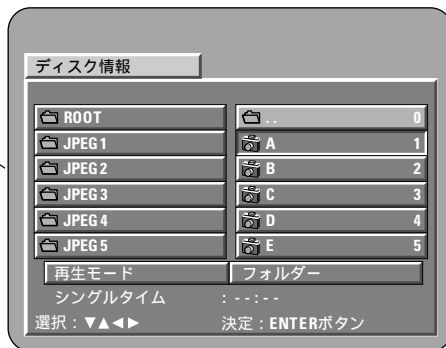 ディスク情報
ROOT
JPEG1
JPEG2
JPEG3
JPEG4
JPEG5
. . 0
A 1
B 2
C 3
D 4
E 5
再生モード フォルダー
シングルタイム : - - : - -
選択:▼▲◀▶ 決定:ENTERボタン